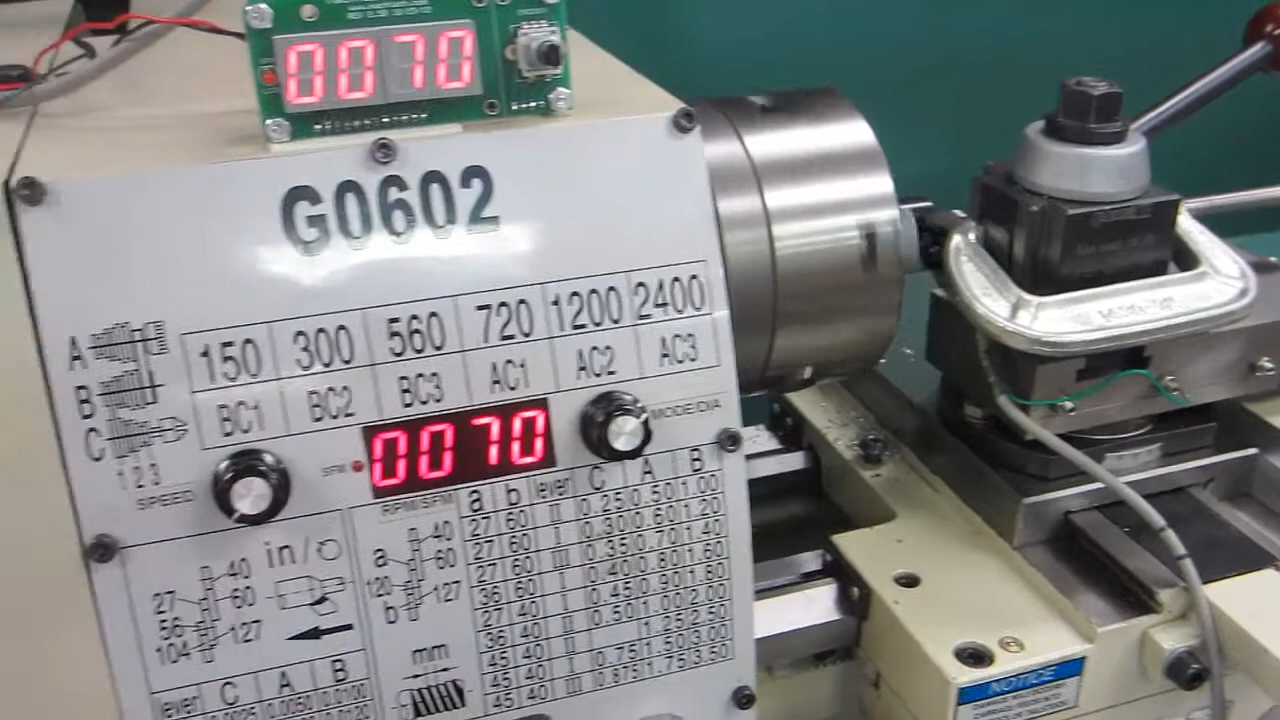 0070
G0602
150 300 560 720 1200 2400
BC1 BC2 BC3 AC1 AC2 AC3
A
B
C
1 2 3
SPEED
SFM
0070
MODE/DIA
RPM/SFM
a b lever C A B
27 60 II 0.25 0.50 1.00
27 60 II 0.30 0.60 1.20
27 60 III 0.35 0.70 1.40
36 60 I 0.40 0.80 1.60
27 40 I 0.45 0.90 1.80
36 40 II 0.50 1.00 2.00
45 40 II 1.25 2.50
45 40 I 0.75 1.50 3.00
45 40 III 0.875 1.75 3.50
in/
27 40
56 60
104 127
a 40
120 60
b 127
mm
lever C A B
0.0050 0.0100
NOTICE